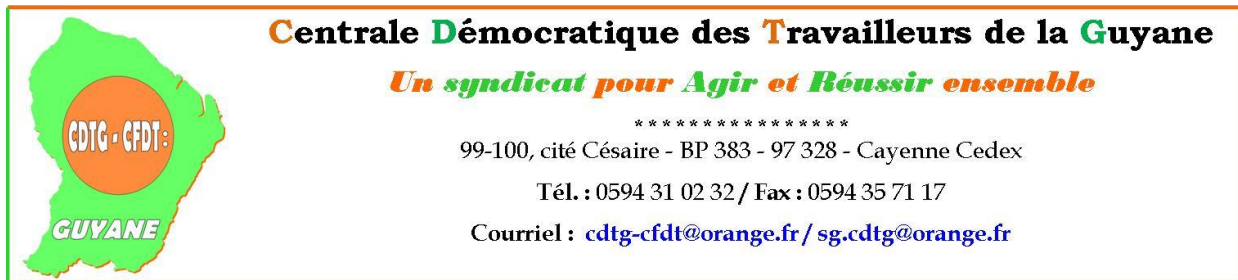 Centrale Démocratique des Travailleurs de la Guyane
Un syndicat pour Agir et Réussir ensemble
****************
99-100, cité Césaire - BP 383 - 97 328 - Cayenne Cedex
Tél. : 0594 31 02 32 / Fax : 0594 35 71 17
Courriel : cdtg-cfdt@orange.fr / sg.cdtg@orange.fr
CDTG - CFDT :
GUYANE